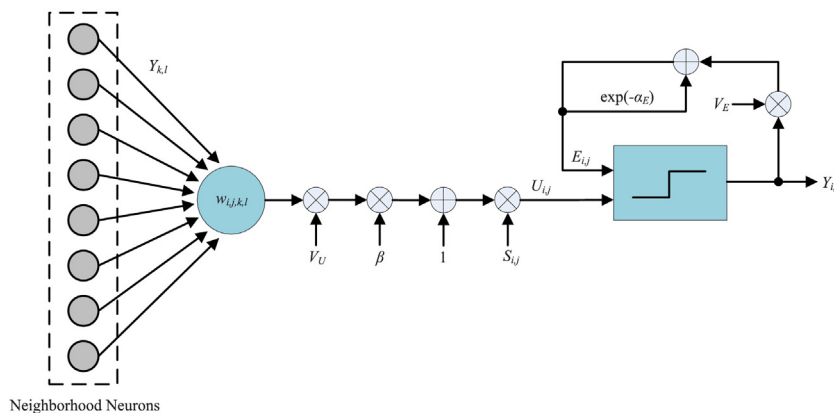 Y_{k,l}
w_{i,j,k,l}
V_U
β
1
S_{i,j}
U_{i,j}
E_{i,j}
exp(-α_E)
V_E
Y_{i,
Neighborhood Neurons